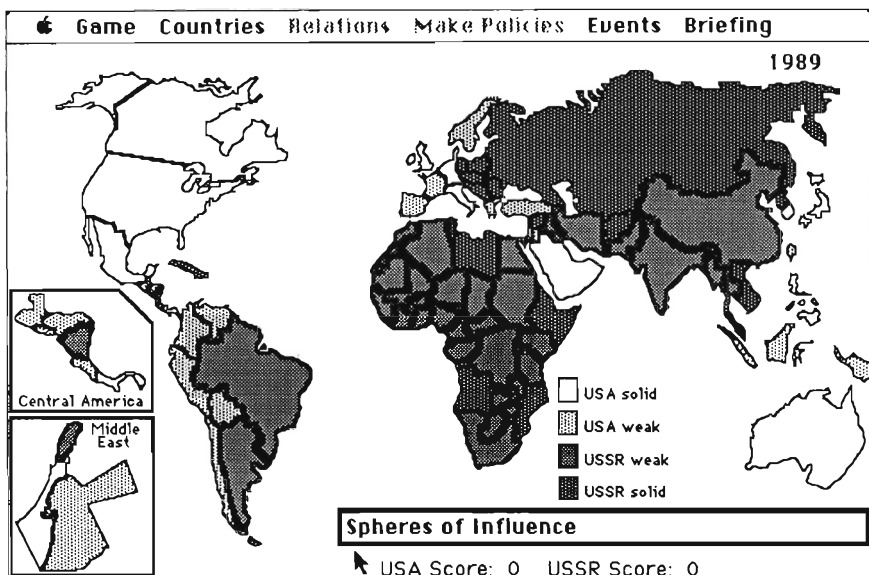 Game Countries Relations Make Policies Events Briefing
1989
Central America
Middle
East
USA solid
USA weak
USSR weak
USSR solid
Spheres of Influence
USA Score: 0 USSR Score: 0